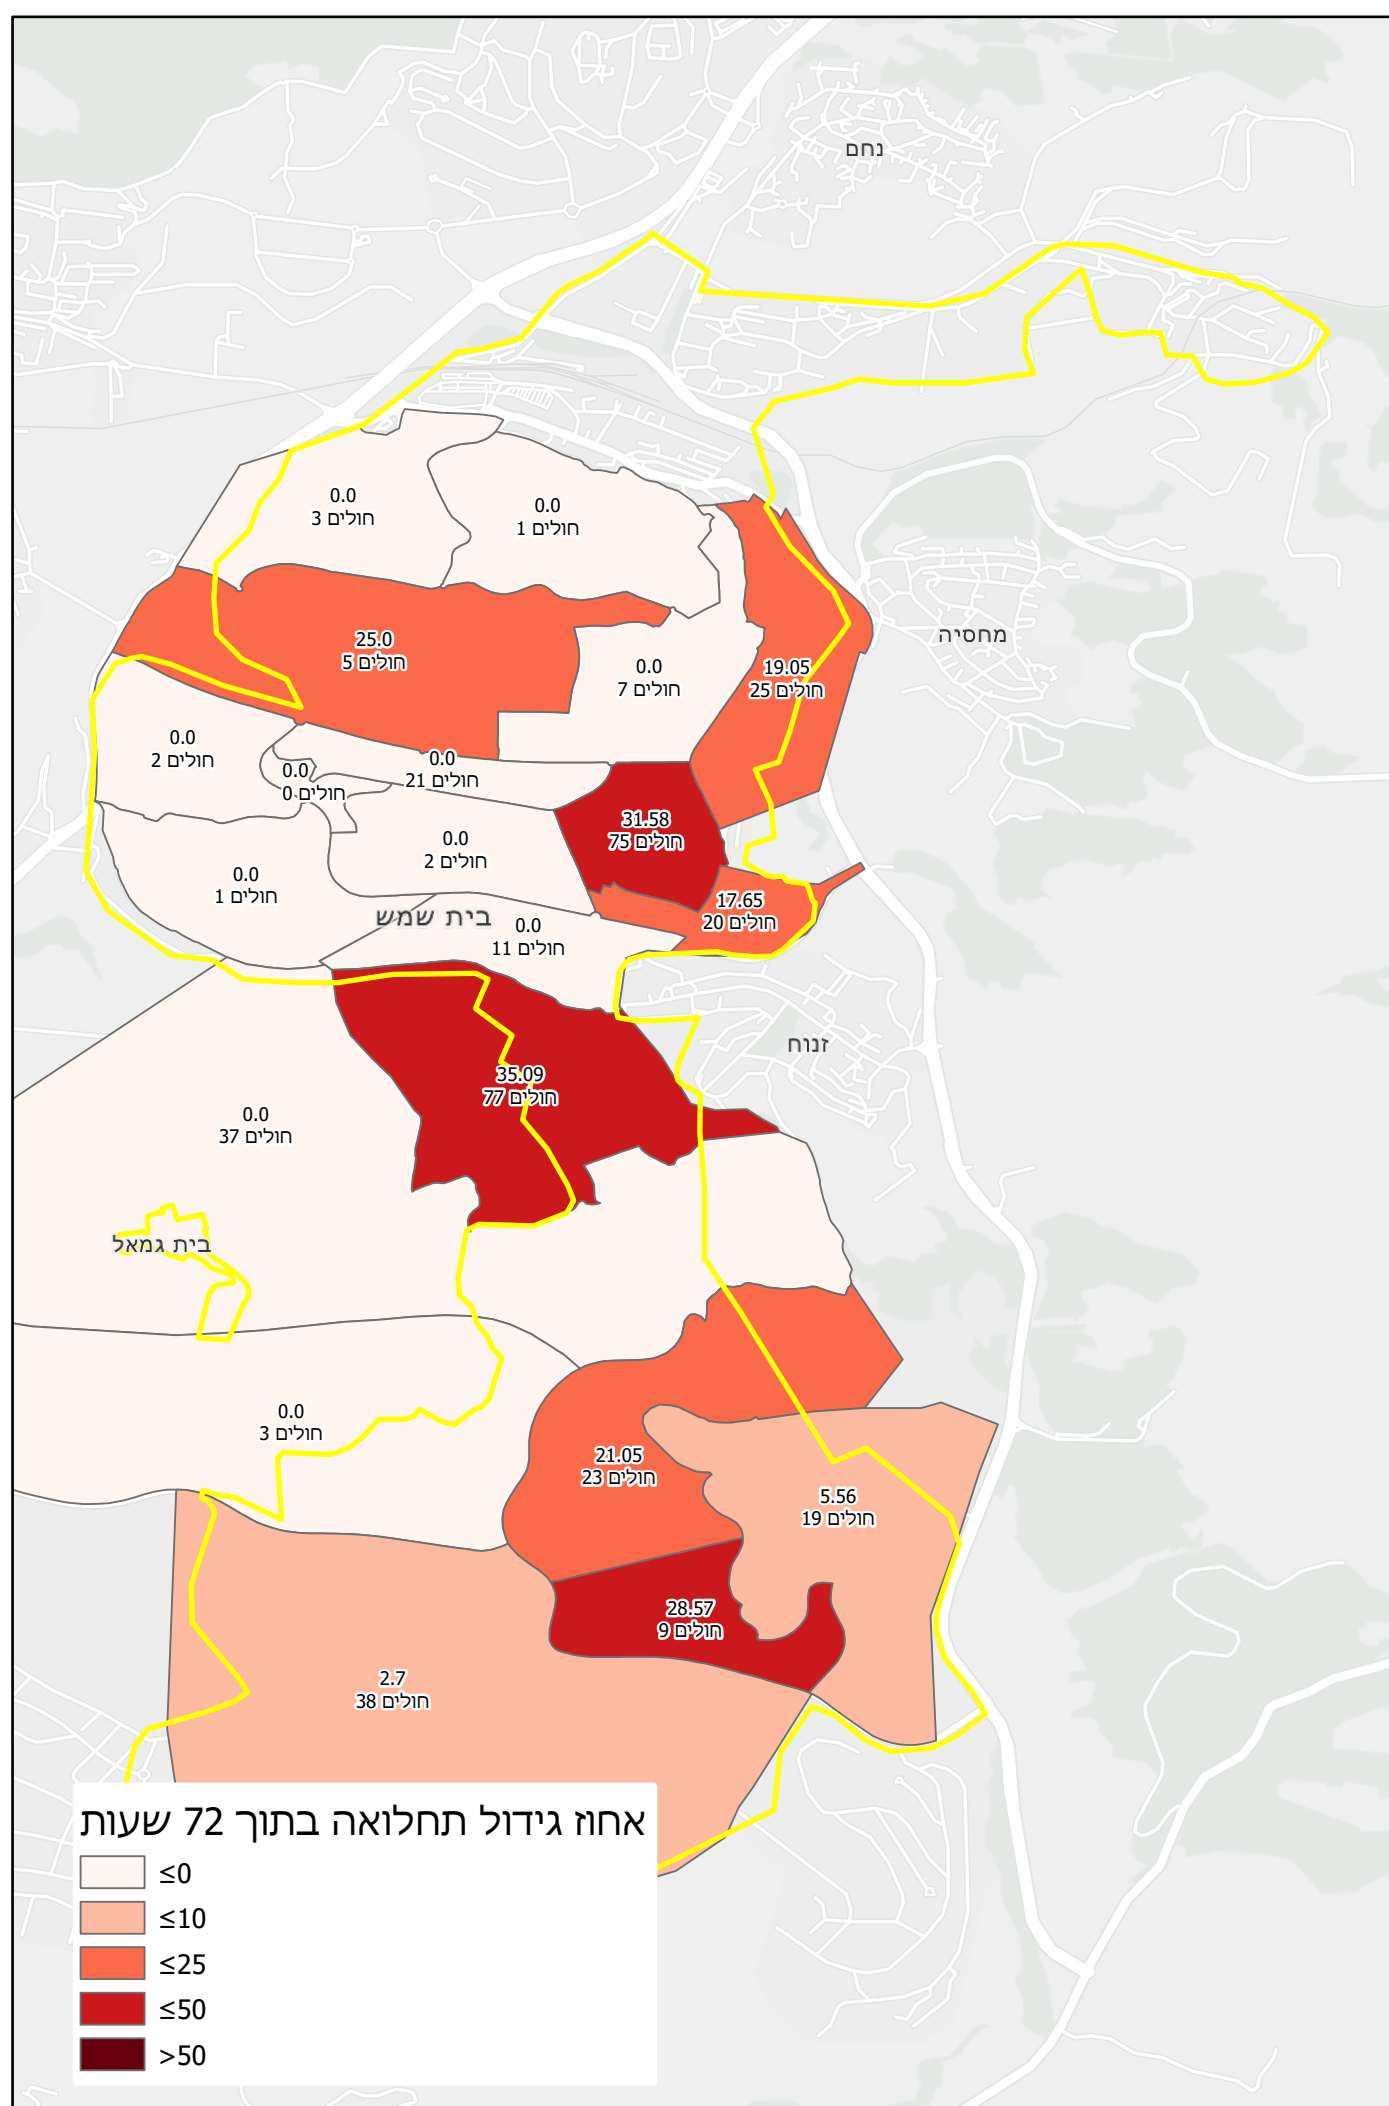 נחם
0.0
3 חולים
0.0
1 חולים
מחסיה
25.0
5 חולים
0.0
7 חולים
19.05
25 חולים
0.0
2 חולים
0.0
0 חולים
0.0
21 חולים
31.58
75 חולים
0.0
2 חולים
0.0
1 חולים
17.65
20 חולים
בית שמש
0.0
11 חולים
זנוח
35.09
77 חולים
0.0
37 חולים
בית גמאל
0.0
3 חולים
21.05
23 חולים
5.56
19 חולים
28.57
9 חולים
2.7
38 חולים
אחוז גידול תחלואה בתוך 72 שעות
≤0
≤10
≤25
≤50
>50